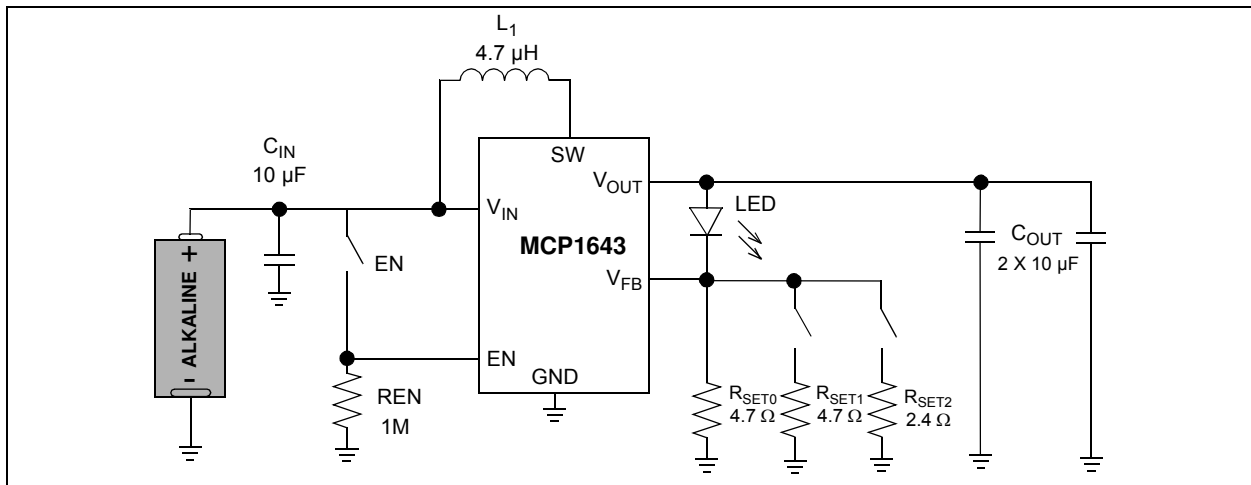 L1
4.7 µH
CIN
10 µF
SW
VOUT
LED
VIN
MCP1643
COUT
2 X 10 µF
EN
VFB
- ALKALINE +
EN
GND
REN
1M
RSET0
4.7 Ω
RSET1
4.7 Ω
RSET2
2.4 Ω